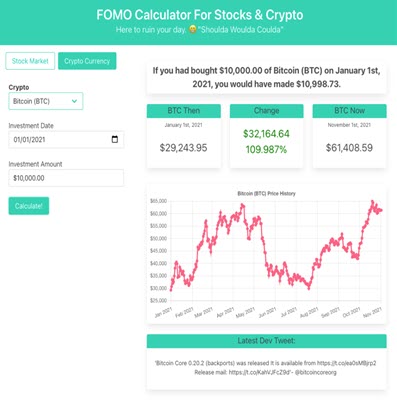 FOMO Calculator For Stocks & Crypto
Here to ruin your day. 😄 "Shoulda Woulda Coulda"
Stock Market
Crypto Currency
Crypto
Bitcoin (BTC)
Investment Date
01/01/2021
Investment Amount
$10,000.00
Calculate!
If you had bought $10,000.00 of Bitcoin (BTC) on January 1st,
2021, you would have made $10,998.73.
BTC Then
January 1st, 2021
$29,243.95
Change
$32,164.64
109.987%
BTC Now
November 1st, 2021
$61,408.59
Bitcoin (BTC) Price History
$65,000
$60,000
$55,000
$50,000
$45,000
$40,000
$35,000
$30,000
$25,000
Jan 2021
Feb 2021
Mar 2021
Apr 2021
May 2021
Jun 2021
Jul 2021
Aug 2021
Sep 2021
Oct 2021
Nov 2021
Latest Dev Tweet:
'Bitcoin Core 0.20.2 (backports) was released It is available from https://t.co/ea0sMBjrp2
Release mail: https://t.co/KahVJFcZ9d'- @bitcoincoreorg